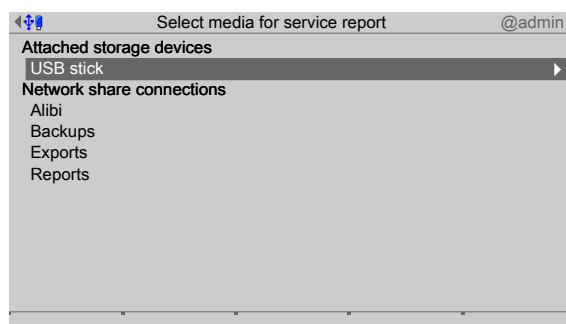 Select media for service report @admin
Attached storage devices
USB stick
Network share connections
Alibi
Backups
Exports
Reports